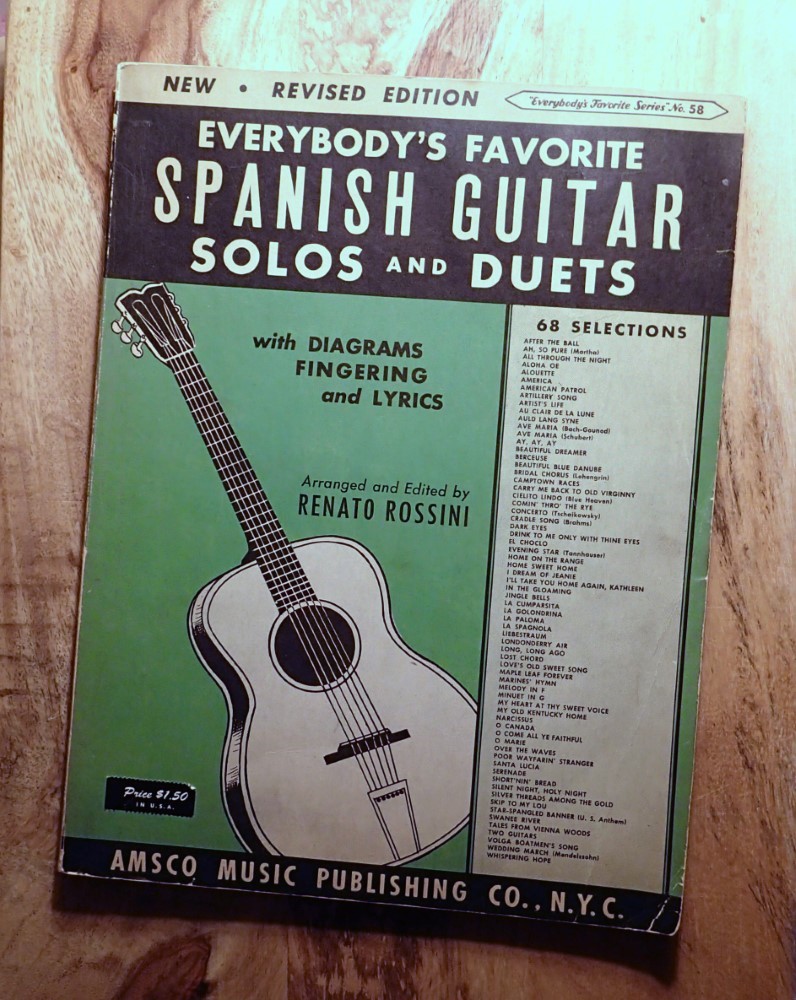 NEW • REVISED EDITION
"Everybody's Favorite Series" No. 58
EVERYBODY'S FAVORITE
SPANISH GUITAR
SOLOS AND DUETS
with DIAGRAMS
FINGERING
and LYRICS
Arranged and Edited by
RENATO ROSSINI
68 SELECTIONS
AFTER THE BALL
AH, SO PURE (Martha)
ALL THROUGH THE NIGHT
ALOHA OE
ALOUETTE
AMERICA
AMERICAN PATROL
ARTILLERY SONG
ARTIST'S LIFE
AU CLAIR DE LA LUNE
AULD LANG SYNE
AVE MARIA (Bach-Gounod)
AVE MARIA (Schubert)
AY, AY, AY
BEAUTIFUL DREAMER
BERCEUSE
BEAUTIFUL BLUE DANUBE
BRIDAL CHORUS (Lohengrin)
CAMPTOWN RACES
CARRY ME BACK TO OLD VIRGINNY
CIELITO LINDO (Blue Heaven)
COMIN' THRO' THE RYE
CONCERTO (Tschaikowsky)
CRADLE SONG (Brahms)
DARK EYES
DRINK TO ME ONLY WITH THINE EYES
EL CHOCLO
EVENING STAR (Tannhauser)
HOME ON THE RANGE
HOME SWEET HOME
I DREAM OF JEANIE
I'LL TAKE YOU HOME AGAIN, KATHLEEN
IN THE GLOAMING
JINGLE BELLS
LA CUMPARSITA
LA GOLONDRINA
LA PALOMA
LA SPAGNOLA
LIEBESTRAUM
LONDONDERRY AIR
LONG, LONG AGO
LOST CHORD
LOVE'S OLD SWEET SONG
MAPLE LEAF FOREVER
MARINES' HYMN
MELODY IN F
MINUET IN G
MY HEART AT THY SWEET VOICE
MY OLD KENTUCKY HOME
NARCISSUS
O CANADA
O COME ALL YE FAITHFUL
O MARIE
OVER THE WAVES
POOR WAYFARIN' STRANGER
SANTA LUCIA
SERENADE
SHORT'NIN' BREAD
SILENT NIGHT, HOLY NIGHT
SILVER THREADS AMONG THE GOLD
SKIP TO MY LOU
STAR-SPANGLED BANNER (U. S. Anthem)
SWANEE RIVER
TALES FROM VIENNA WOODS
TWO GUITARS
VOLGA BOATMEN'S SONG
WEDDING MARCH (Mendelssohn)
WHISPERING HOPE
Price $1.50
IN U.S.A.
AMSCO MUSIC PUBLISHING CO., N.Y.C.